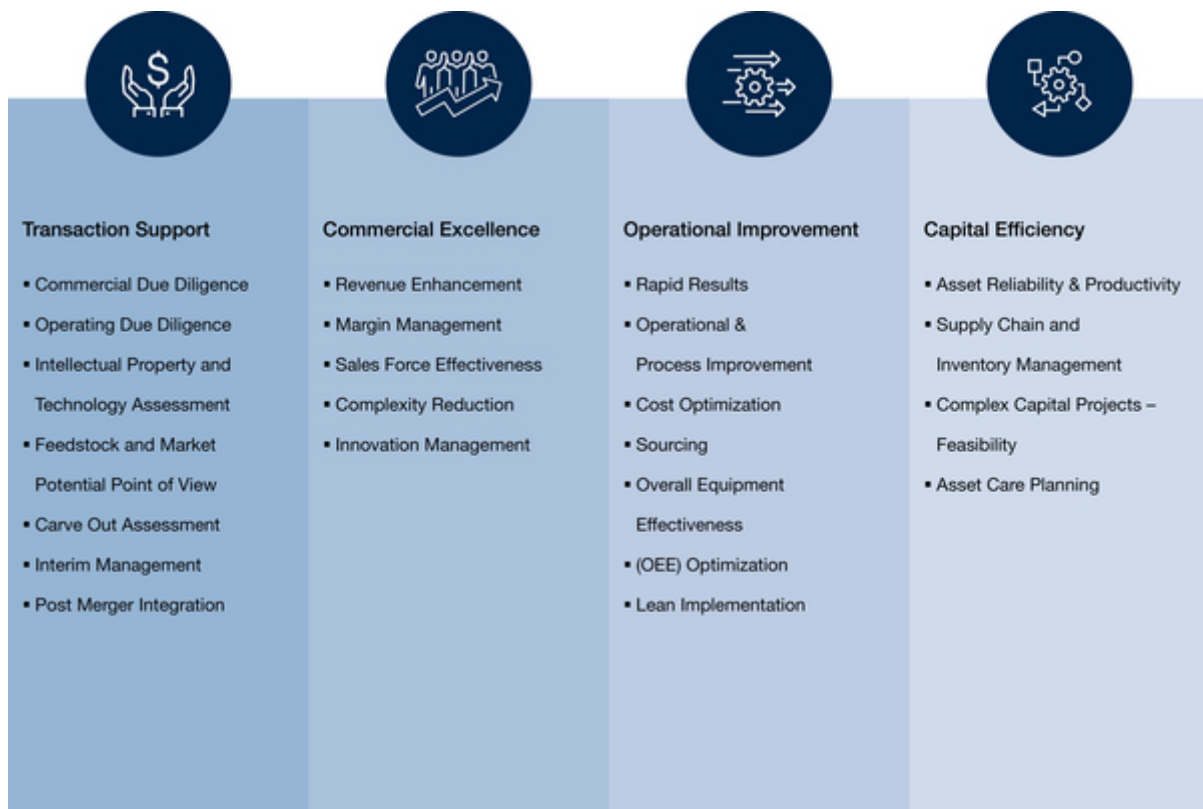 $
Transaction Support
▪ Commercial Due Diligence
▪ Operating Due Diligence
▪ Intellectual Property and
Technology Assessment
▪ Feedstock and Market
Potential Point of View
▪ Carve Out Assessment
▪ Interim Management
▪ Post Merger Integration
Commercial Excellence
▪ Revenue Enhancement
▪ Margin Management
▪ Sales Force Effectiveness
▪ Complexity Reduction
▪ Innovation Management
Operational Improvement
▪ Rapid Results
▪ Operational &
Process Improvement
▪ Cost Optimization
▪ Sourcing
▪ Overall Equipment
Effectiveness
▪ (OEE) Optimization
▪ Lean Implementation
Capital Efficiency
▪ Asset Reliability & Productivity
▪ Supply Chain and
Inventory Management
▪ Complex Capital Projects –
Feasibility
▪ Asset Care Planning